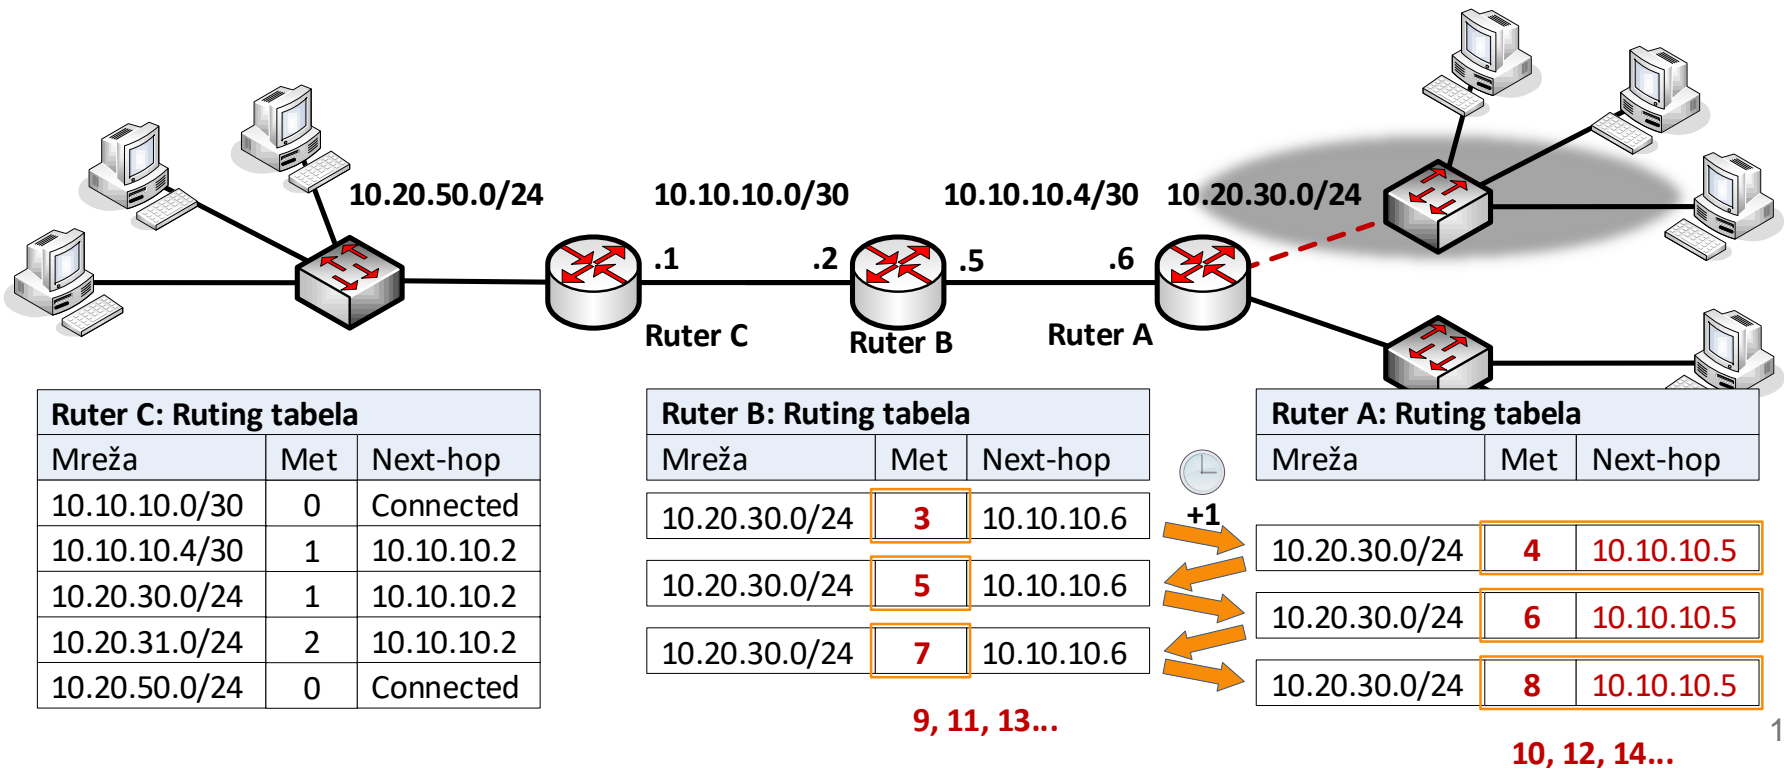 10.20.50.0/24 10.10.10.0/30 10.10.10.4/30 10.20.30.0/24
.1 .2 .5 .6
Ruter C Ruter B Ruter A
Ruter C: Ruting tabela
Mreža Met Next-hop
10.10.10.0/30 0 Connected
10.10.10.4/30 1 10.10.10.2
10.20.30.0/24 1 10.10.10.2
10.20.31.0/24 2 10.10.10.2
10.20.50.0/24 0 Connected
Ruter B: Ruting tabela
Mreža Met Next-hop
10.20.30.0/24 3 10.10.10.6
10.20.30.0/24 5 10.10.10.6
10.20.30.0/24 7 10.10.10.6
9, 11, 13...
+1
Ruter A: Ruting tabela
Mreža Met Next-hop
10.20.30.0/24 4 10.10.10.5
10.20.30.0/24 6 10.10.10.5
10.20.30.0/24 8 10.10.10.5
10, 12, 14...
1